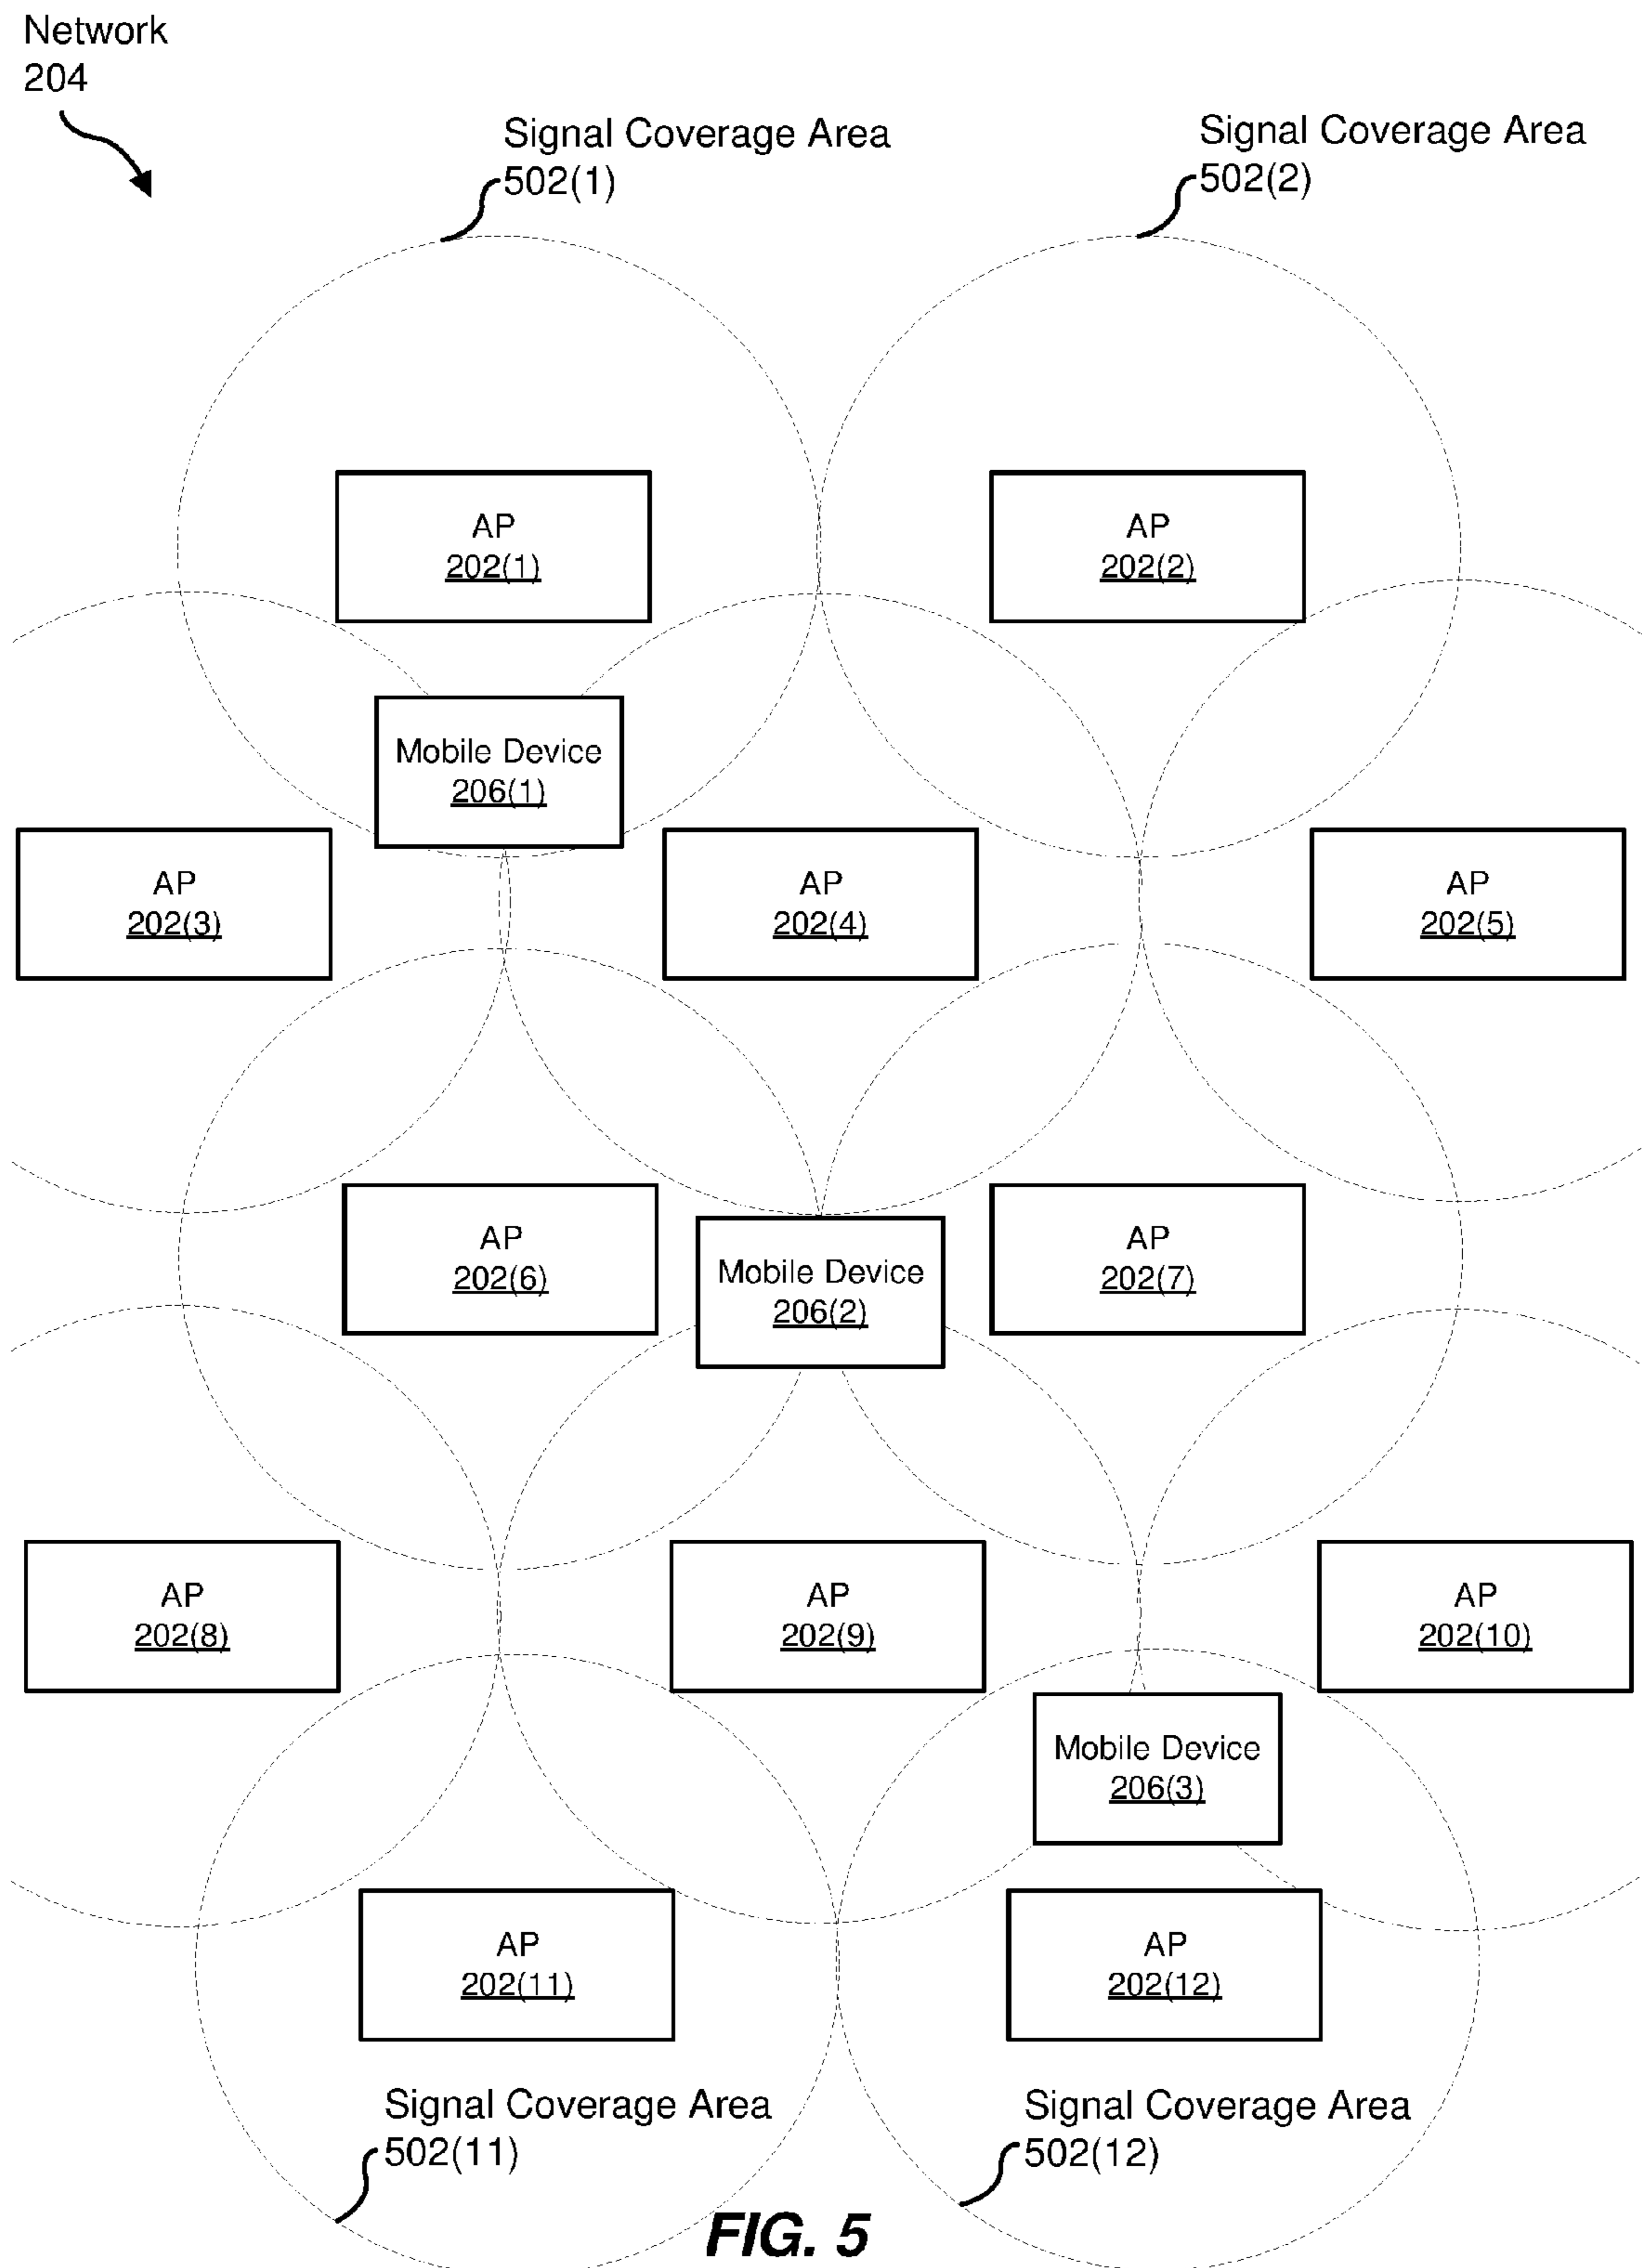 Network
204
Signal Coverage Area
502(1)
Signal Coverage Area
502(2)
AP
202(1)
AP
202(2)
Mobile Device
206(1)
AP
202(3)
AP
202(4)
AP
202(5)
AP
202(6)
Mobile Device
206(2)
AP
202(7)
AP
202(8)
AP
202(9)
AP
202(10)
Mobile Device
206(3)
AP
202(11)
AP
202(12)
Signal Coverage Area
502(11)
Signal Coverage Area
502(12)
FIG. 5